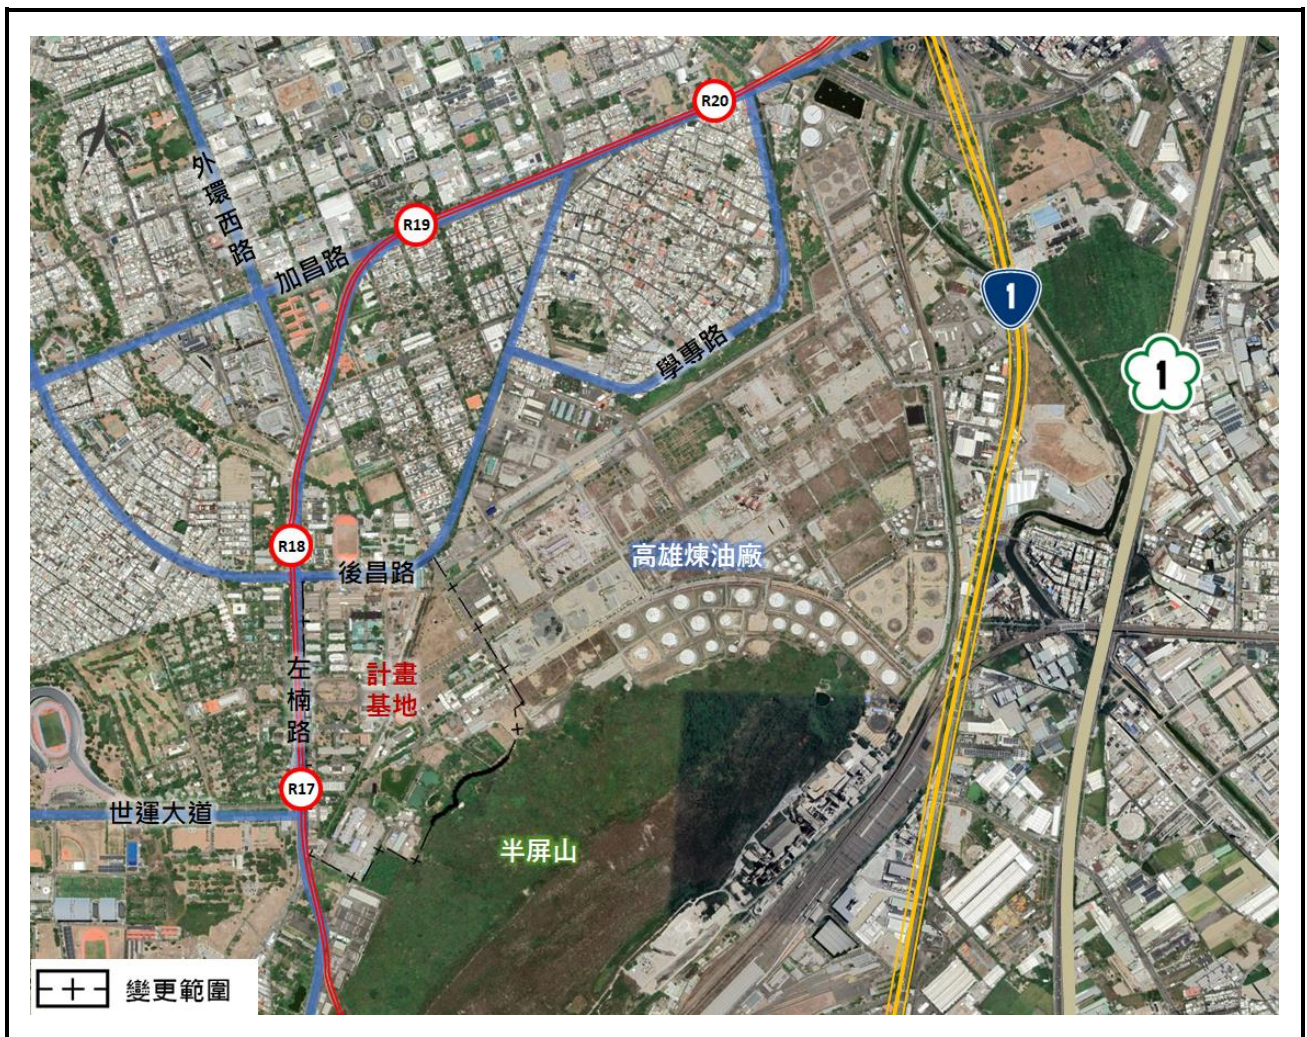 R20
外環西路
R19
加昌路
1
學專路
1
R18
高雄煉油廠
後昌路
左楠路
計畫
基地
R17
世運大道
半屏山
變更範圍